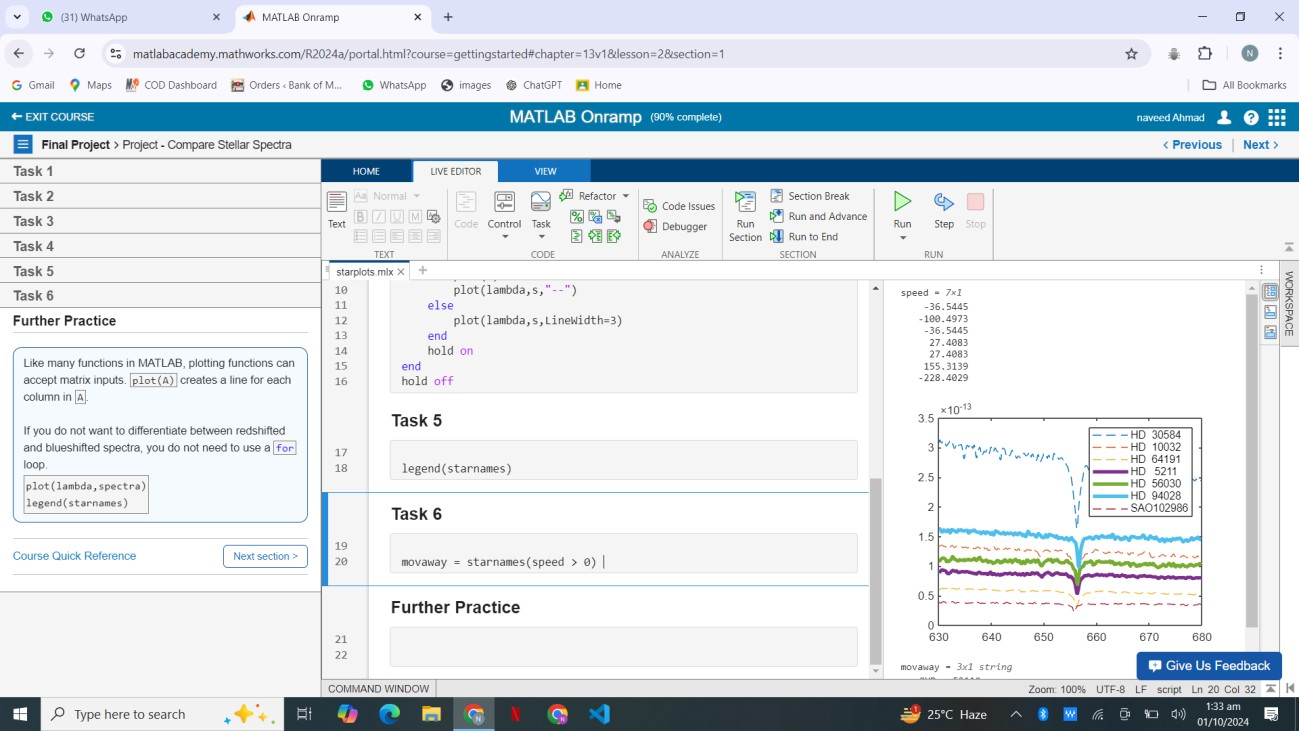 (31) WhatsApp
MATLAB Onramp
matlabacademy.mathworks.com/R2024a/portal.html?course=gettingstarted#chapter=13v1&lesson=2&section=1
N
Gmail Maps COD Dashboard Orders ‹ Bank of M... WhatsApp images ChatGPT Home All Bookmarks
EXIT COURSE
MATLAB Onramp (90% complete)
naveed Ahmad
Final Project > Project - Compare Stellar Spectra
‹ Previous Next ›
Task 1
Task 2
Task 3
Task 4
Task 5
Task 6
Further Practice
Like many functions in MATLAB, plotting functions can
accept matrix inputs. plot(A) creates a line for each
column in A.
If you do not want to differentiate between redshifted
and blueshifted spectra, you do not need to use a for
loop.
plot(lambda,spectra)
legend(starnames)
Course Quick Reference
Next section >
HOME LIVE EDITOR VIEW
Text
Aa Normal
B I U M
TEXT
Code Control Task
Refactor
CODE
Code Issues
Debugger
ANALYZE
Run Section
Section Break
Run and Advance
Run to End
SECTION
Run Step Stop
RUN
starplots.mlx
10 plot(lambda,s,"--")
11 else
12 plot(lambda,s,LineWidth=3)
13 end
14 hold on
15 end
16 hold off
Task 5
17
18 legend(starnames)
Task 6
19
20 movaway = starnames(speed > 0)
Further Practice
21
22
speed = 7×1
-36.5445
-100.4973
-36.5445
27.4083
27.4083
155.3139
-228.4029
×10-13
3.5
3
2.5
2
1.5
1
0.5
0
630 640 650 660 670 680
HD 30584
HD 10032
HD 64191
HD 5211
HD 56030
HD 94028
SAO102986
movaway = 3x1 string
WORKSPACE
Give Us Feedback
COMMAND WINDOW
Zoom: 100% UTF-8 LF script Ln 20 Col 32
Type here to search
25°C Haze
1:33 am
01/10/2024